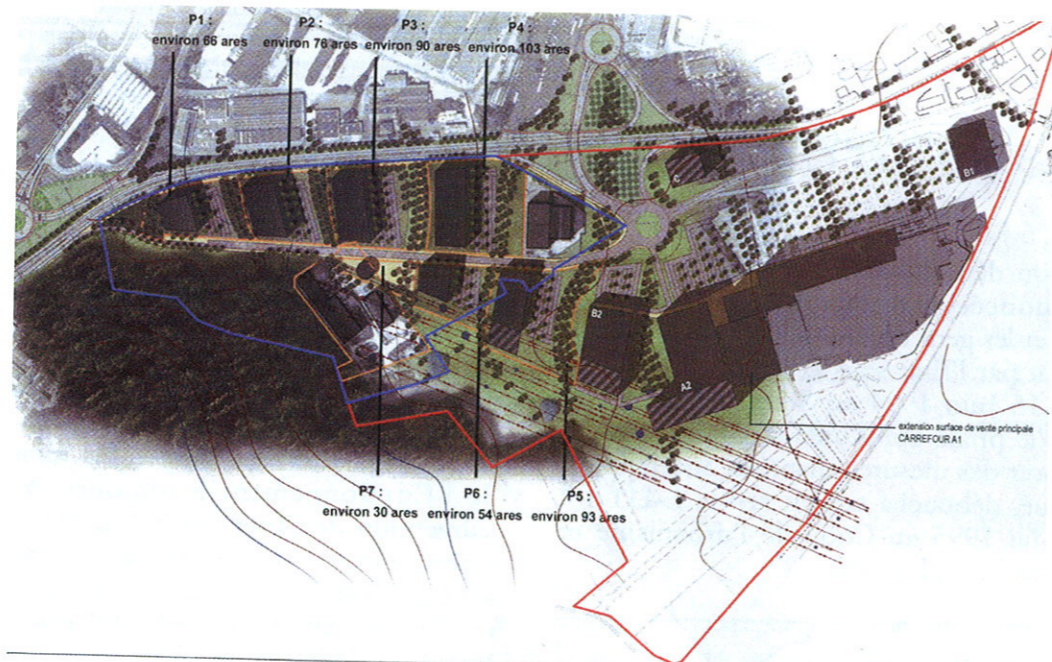 P1 :
environ 66 ares
P2 :
environ 76 ares
P3 :
environ 90 ares
P4 :
environ 103 ares
C
B1
B2
A2
extension surface de vente principale
CARREFOUR A1
P7 :
environ 30 ares
P6 :
environ 54 ares
P5 :
environ 93 ares